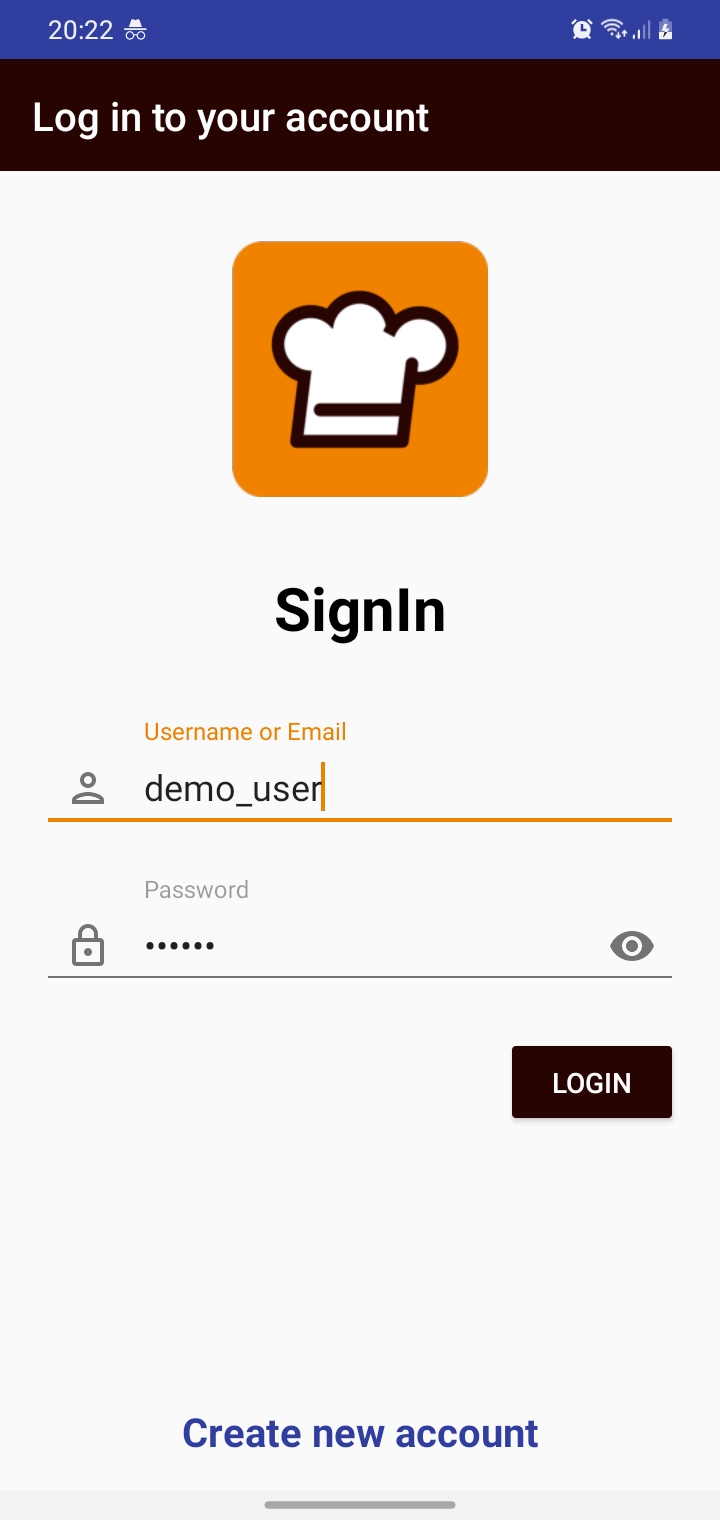 20:22
Log in to your account
SignIn
Username or Email
demo_user
Password
••••••
LOGIN
Create new account